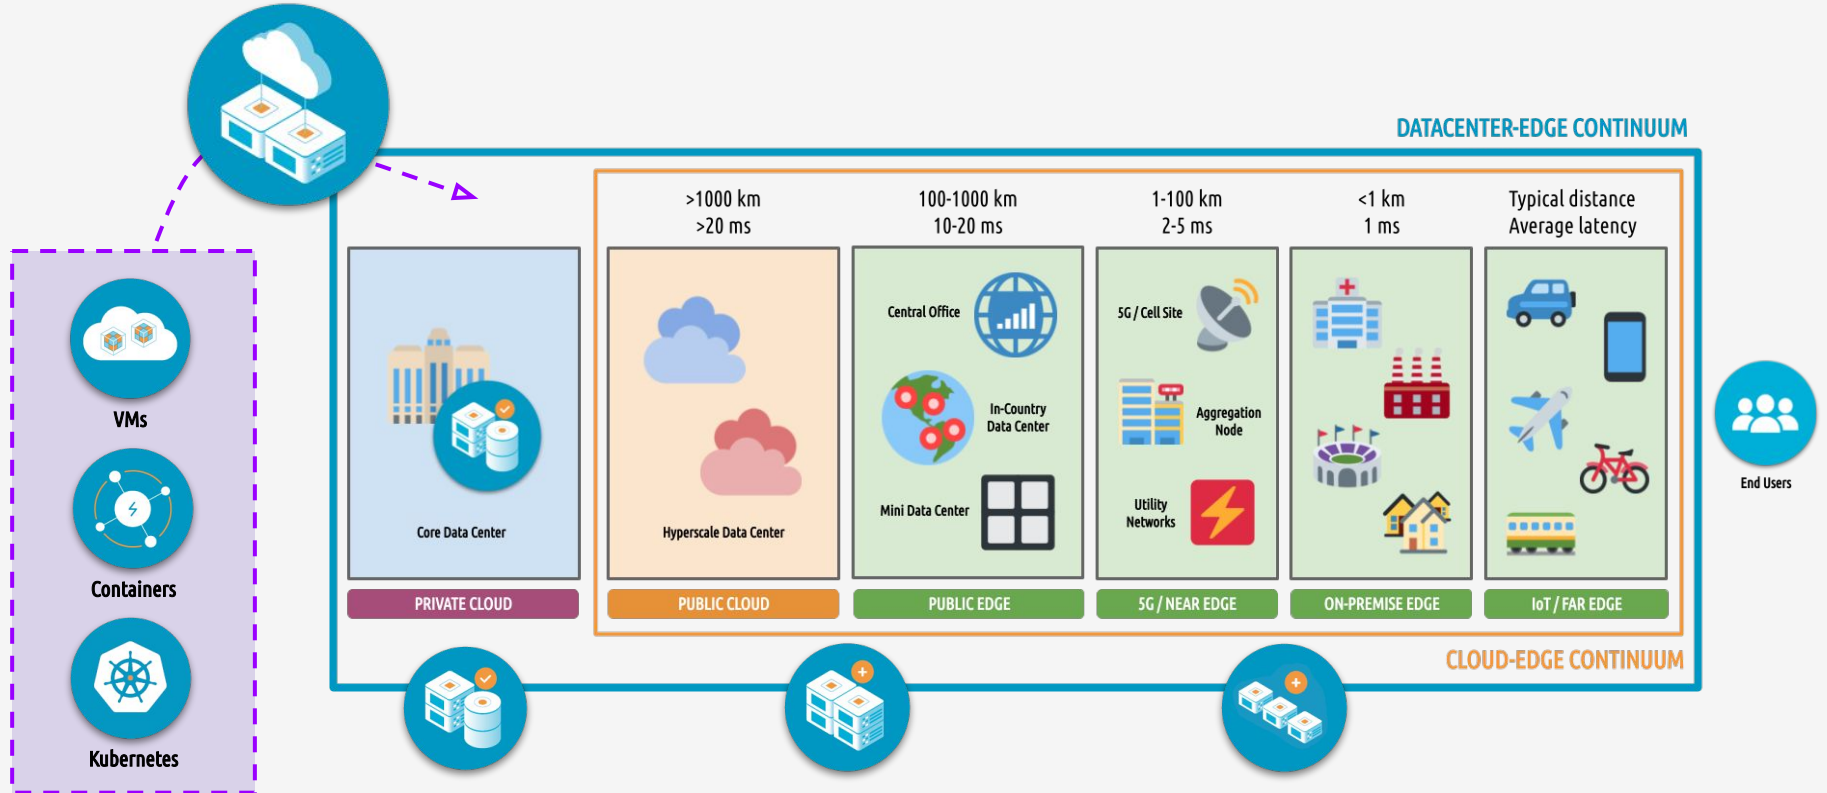 DATACENTER-EDGE CONTINUUM
>1000 km
>20 ms
100-1000 km
10-20 ms
1-100 km
2-5 ms
<1 km
1 ms
Typical distance
Average latency
VMs
Containers
Kubernetes
Core Data Center
PRIVATE CLOUD
Hyperscale Data Center
PUBLIC CLOUD
Central Office
In-Country
Data Center
Mini Data Center
PUBLIC EDGE
5G / Cell Site
Aggregation
Node
Utility
Networks
5G / NEAR EDGE
ON-PREMISE EDGE
IoT / FAR EDGE
End Users
CLOUD-EDGE CONTINUUM